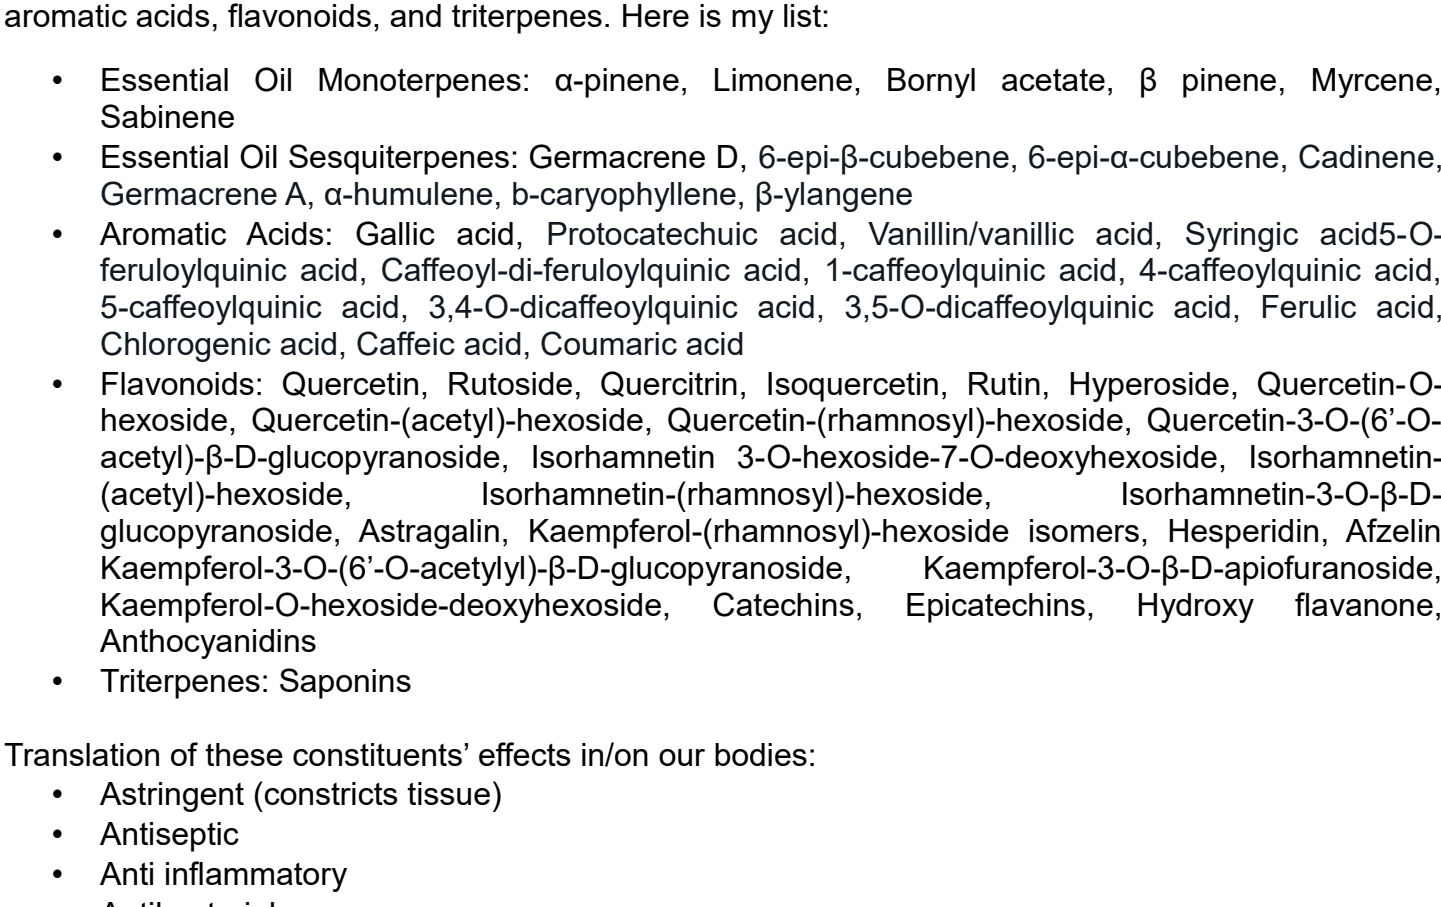 aromatic acids, flavonoids, and triterpenes. Here is my list:
• Essential Oil Monoterpenes: α-pinene, Limonene, Bornyl acetate, β pinene, Myrcene,
Sabinene
• Essential Oil Sesquiterpenes: Germacrene D, 6-epi-β-cubebene, 6-epi-α-cubebene, Cadinene,
Germacrene A, α-humulene, b-caryophyllene, β-ylangene
• Aromatic Acids: Gallic acid, Protocatechuic acid, Vanillin/vanillic acid, Syringic acid5-O-
feruloylquinic acid, Caffeoyl-di-feruloylquinic acid, 1-caffeoylquinic acid, 4-caffeoylquinic acid,
5-caffeoylquinic acid, 3,4-O-dicaffeoylquinic acid, 3,5-O-dicaffeoylquinic acid, Ferulic acid,
Chlorogenic acid, Caffeic acid, Coumaric acid
• Flavonoids: Quercetin, Rutoside, Quercitrin, Isoquercetin, Rutin, Hyperoside, Quercetin-O-
hexoside, Quercetin-(acetyl)-hexoside, Quercetin-(rhamnosyl)-hexoside, Quercetin-3-O-(6’-O-
acetyl)-β-D-glucopyranoside, Isorhamnetin 3-O-hexoside-7-O-deoxyhexoside, Isorhamnetin-
(acetyl)-hexoside, Isorhamnetin-(rhamnosyl)-hexoside, Isorhamnetin-3-O-β-D-
glucopyranoside, Astragalin, Kaempferol-(rhamnosyl)-hexoside isomers, Hesperidin, Afzelin
Kaempferol-3-O-(6’-O-acetylyl)-β-D-glucopyranoside, Kaempferol-3-O-β-D-apiofuranoside,
Kaempferol-O-hexoside-deoxyhexoside, Catechins, Epicatechins, Hydroxy flavanone,
Anthocyanidins
• Triterpenes: Saponins
Translation of these constituents’ effects in/on our bodies:
• Astringent (constricts tissue)
• Antiseptic
• Anti inflammatory